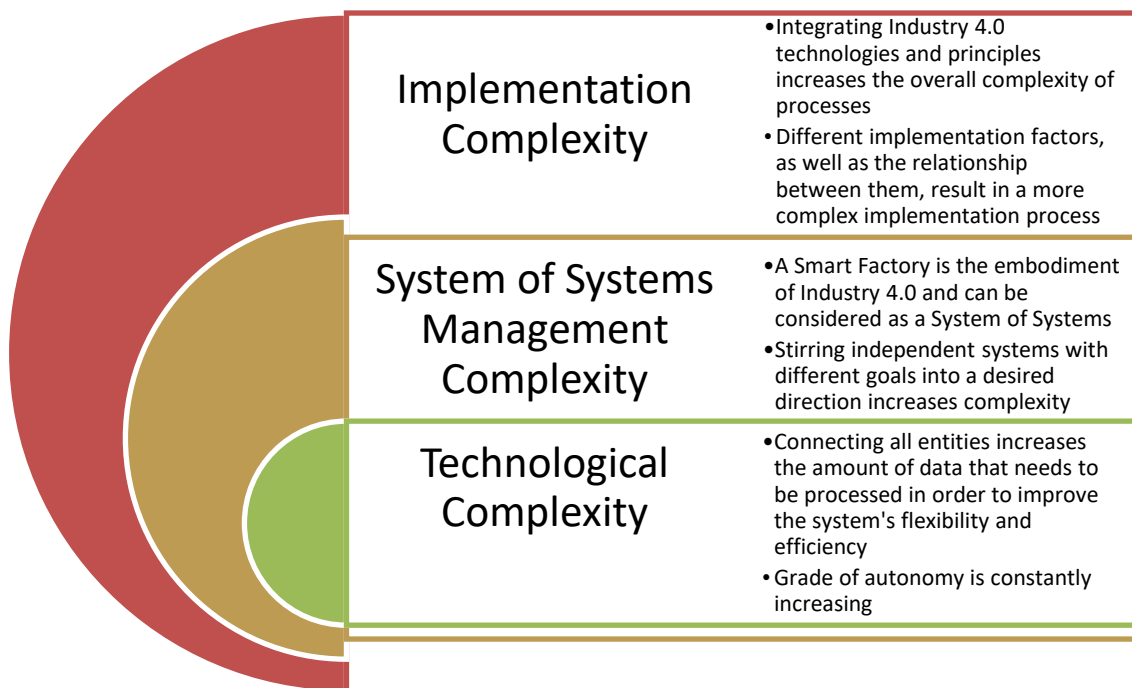 Implementation
Complexity
•Integrating Industry 4.0
technologies and principles
increases the overall complexity of
processes
•Different implementation factors,
as well as the relationship
between them, result in a more
complex implementation process
System of Systems
Management
Complexity
•A Smart Factory is the embodiment
of Industry 4.0 and can be
considered as a System of Systems
•Stirring independent systems with
different goals into a desired
direction increases complexity
Technological
Complexity
•Connecting all entities increases
the amount of data that needs to
be processed in order to improve
the system's flexibility and
efficiency
•Grade of autonomy is constantly
increasing